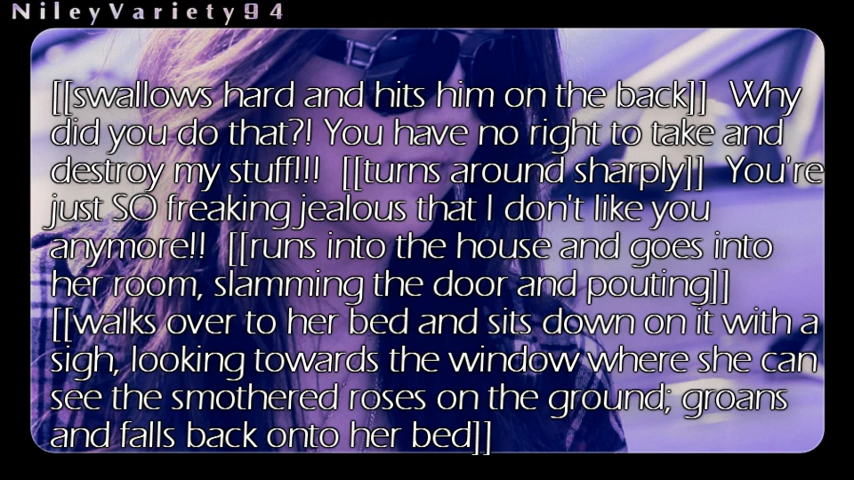 NileyVariety94
[[swallows hard and hits him on the back]]  Why
did you do that?! You have no right to take and
destroy my stuff!!!  [[turns around sharply]]  You're
just SO freaking jealous that I don't like you
anymore!!  [[runs into the house and goes into
her room, slamming the door and pouting]]
[[walks over to her bed and sits down on it with a
sigh, looking towards the window where she can
see the smothered roses on the ground; groans
and falls back onto her bed]]